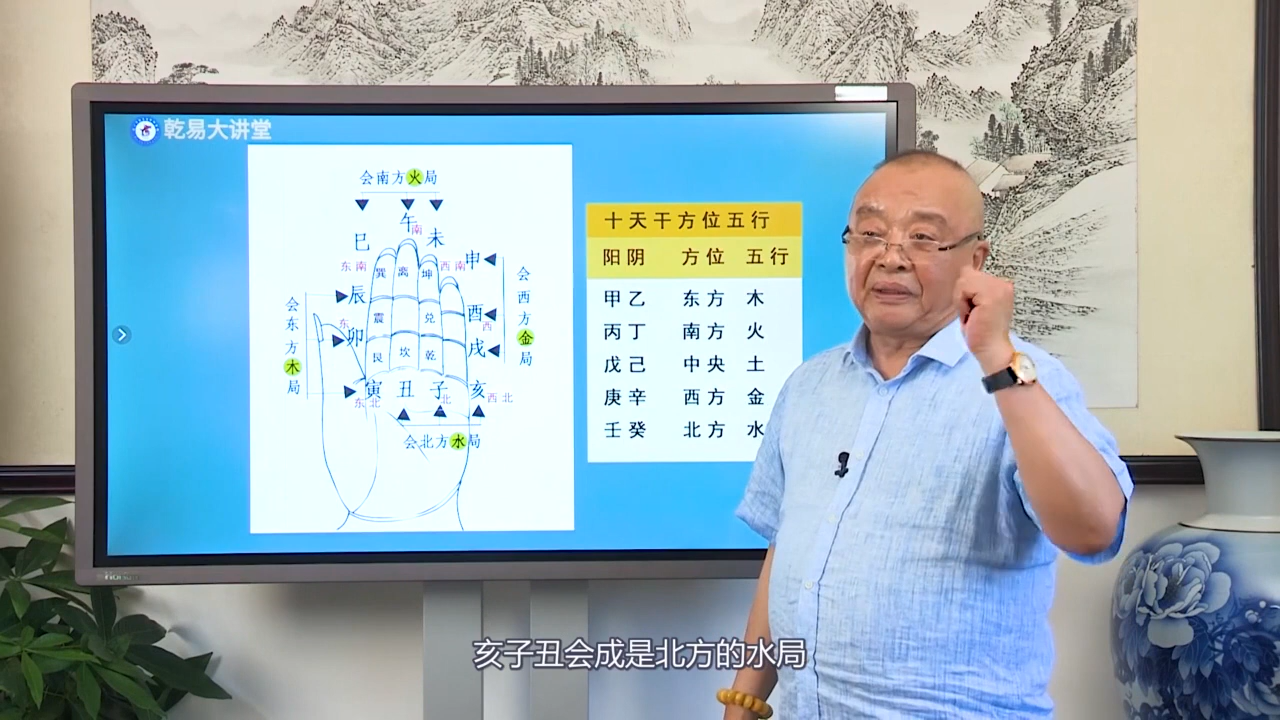 乾易大讲堂
会南方火局
午
南
巳
未
东南
西南
申
巽
离
坤
辰
会东方木局
会西方金局
东
震
兑
酉
西
卯
艮
坎
乾
戌
寅
丑
子
亥
东北
北
西北
会北方水局
十天干方位五行
阳阴 方位 五行
甲乙 东方 木
丙丁 南方 火
戊己 中央 土
庚辛 西方 金
壬癸 北方 水
亥子丑会成是北方的水局